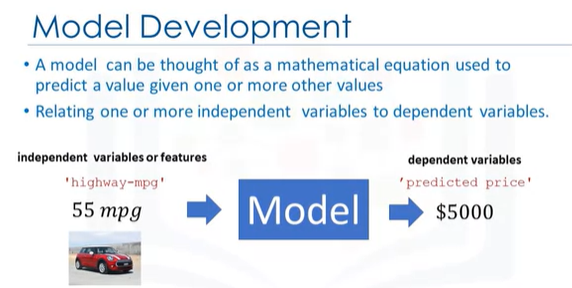 Model Development
• A model can be thought of as a mathematical equation used to
predict a value given one or more other values
• Relating one or more independent variables to dependent variables.
independent variables or features
'highway-mpg'
55 mpg
Model
dependent variables
'predicted price'
$5000